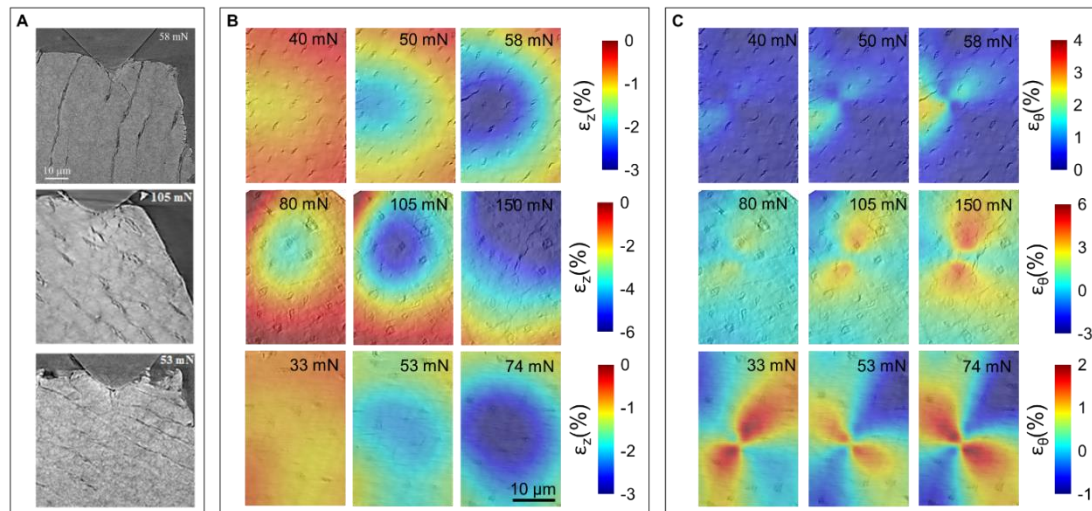 A
58 mN
10 µm
105 mN
53 mN
B
40 mN
50 mN
58 mN
0
-1
-2
-3
εz(%)
80 mN
105 mN
150 mN
0
-2
-4
-6
εz(%)
33 mN
53 mN
74 mN
10 µm
0
-1
-2
-3
εz(%)
C
40 mN
50 mN
58 mN
4
3
2
1
0
εθ(%)
80 mN
105 mN
150 mN
6
3
0
-3
εθ(%)
33 mN
53 mN
74 mN
2
1
0
-1
εθ(%)